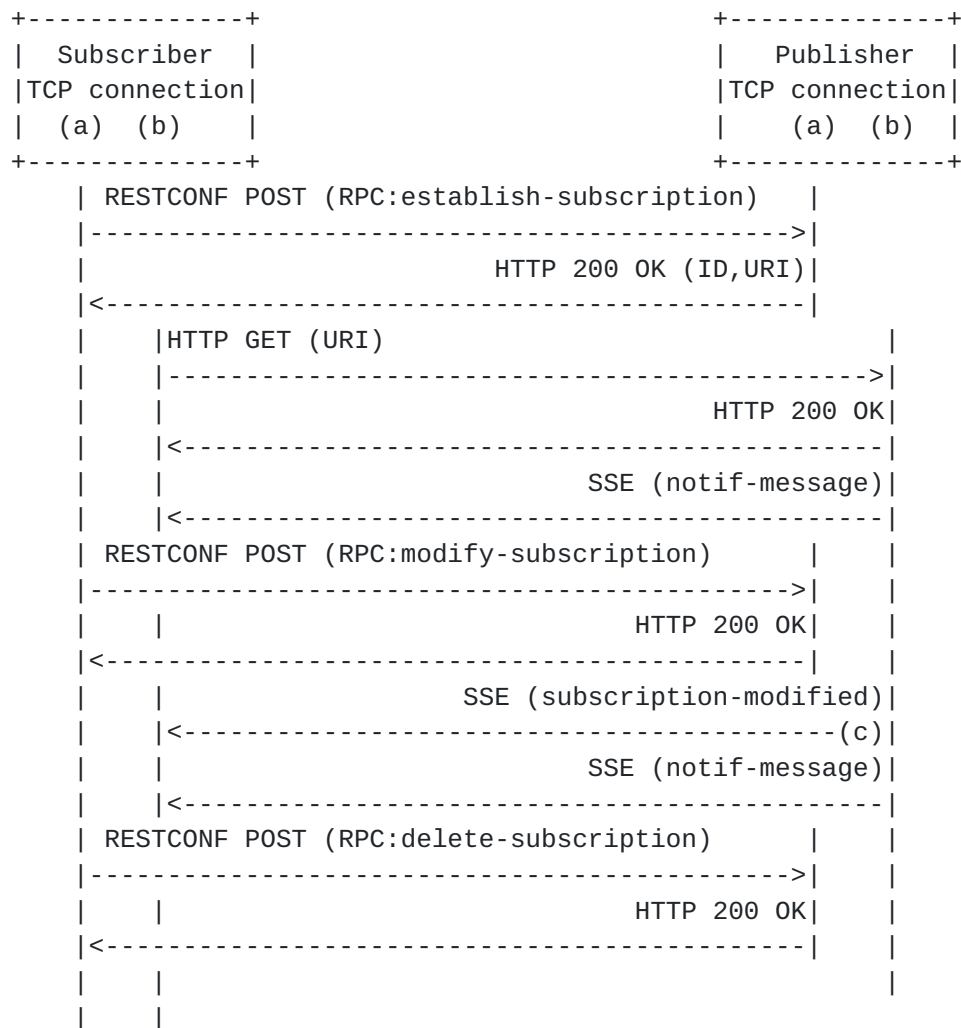 Subscriber Publisher
TCP connection TCP connection
(a) (b) (a) (b)
RESTCONF POST (RPC:establish-subscription)
HTTP 200 OK (ID,URI)
HTTP GET (URI)
HTTP 200 OK
SSE (notif-message)
RESTCONF POST (RPC:modify-subscription)
HTTP 200 OK
SSE (subscription-modified)
(c)
SSE (notif-message)
RESTCONF POST (RPC:delete-subscription)
HTTP 200 OK